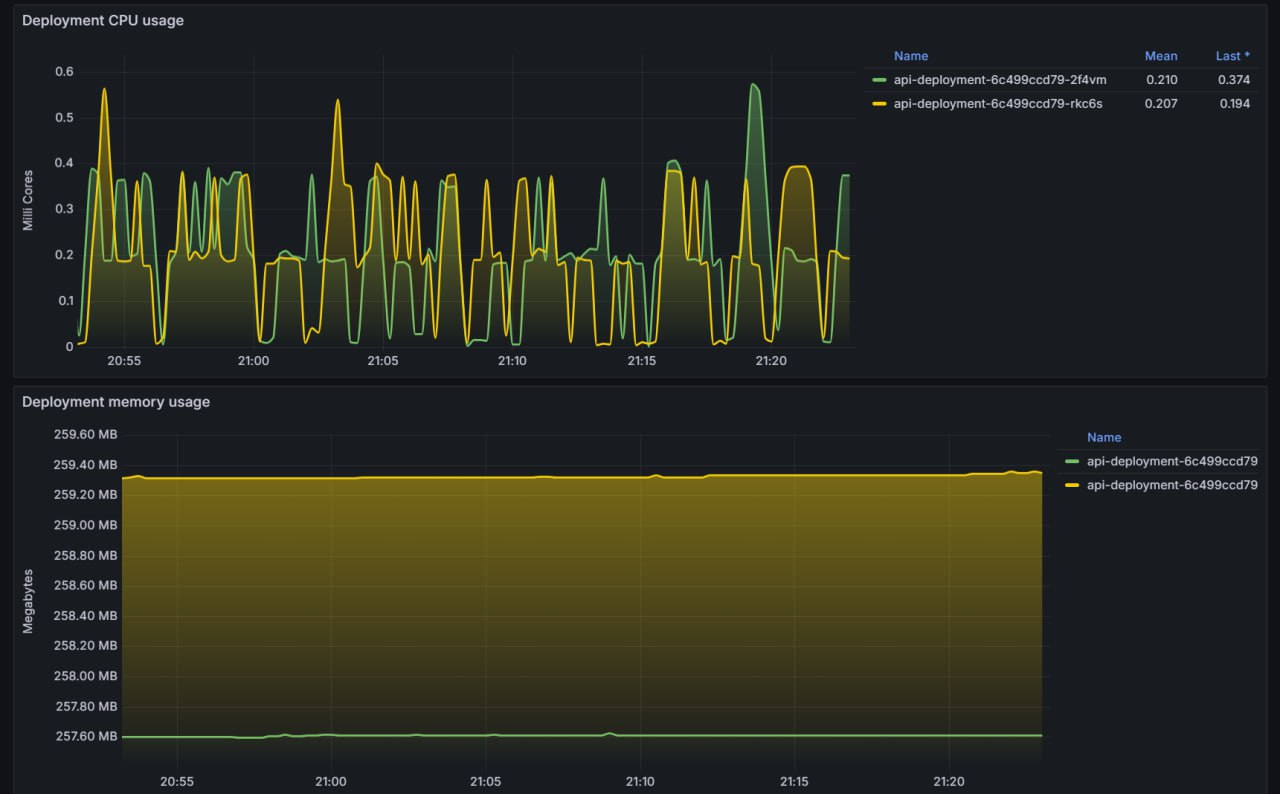 Deployment CPU usage
Name Mean Last *
api-deployment-6c499ccd79-2f4vm 0.210 0.374
api-deployment-6c499ccd79-rkc6s 0.207 0.194
Milli Cores
0.6
0.5
0.4
0.3
0.2
0.1
0
20:55 21:00 21:05 21:10 21:15 21:20
Deployment memory usage
Name
api-deployment-6c499ccd79
api-deployment-6c499ccd79
Megabytes
259.60 MB
259.40 MB
259.20 MB
259.00 MB
258.80 MB
258.60 MB
258.40 MB
258.20 MB
258.00 MB
257.80 MB
257.60 MB
20:55 21:00 21:05 21:10 21:15 21:20